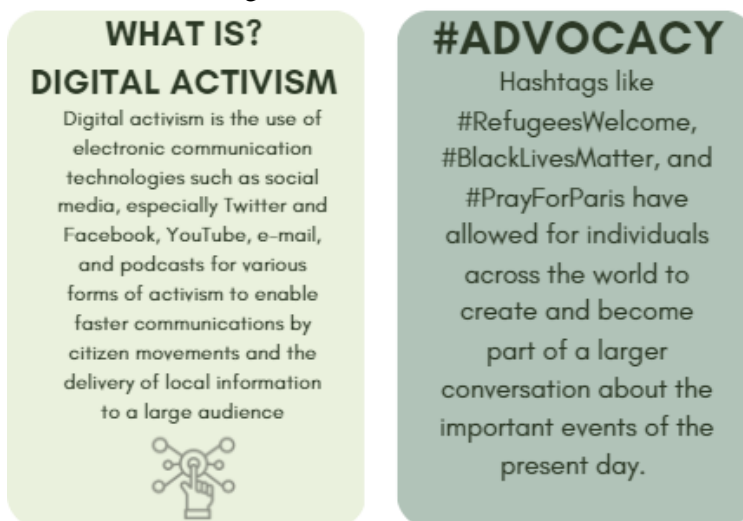 WHAT IS?
DIGITAL ACTIVISM
Digital activism is the use of
electronic communication
technologies such as social
media, especially Twitter and
Facebook, YouTube, e-mail,
and podcasts for various
forms of activism to enable
faster communications by
citizen movements and the
delivery of local information
to a large audience
#ADVOCACY
Hashtags like
#RefugeesWelcome,
#BlackLivesMatter, and
#PrayForParis have
allowed for individuals
across the world to
create and become
part of a larger
conversation about the
important events of the
present day.